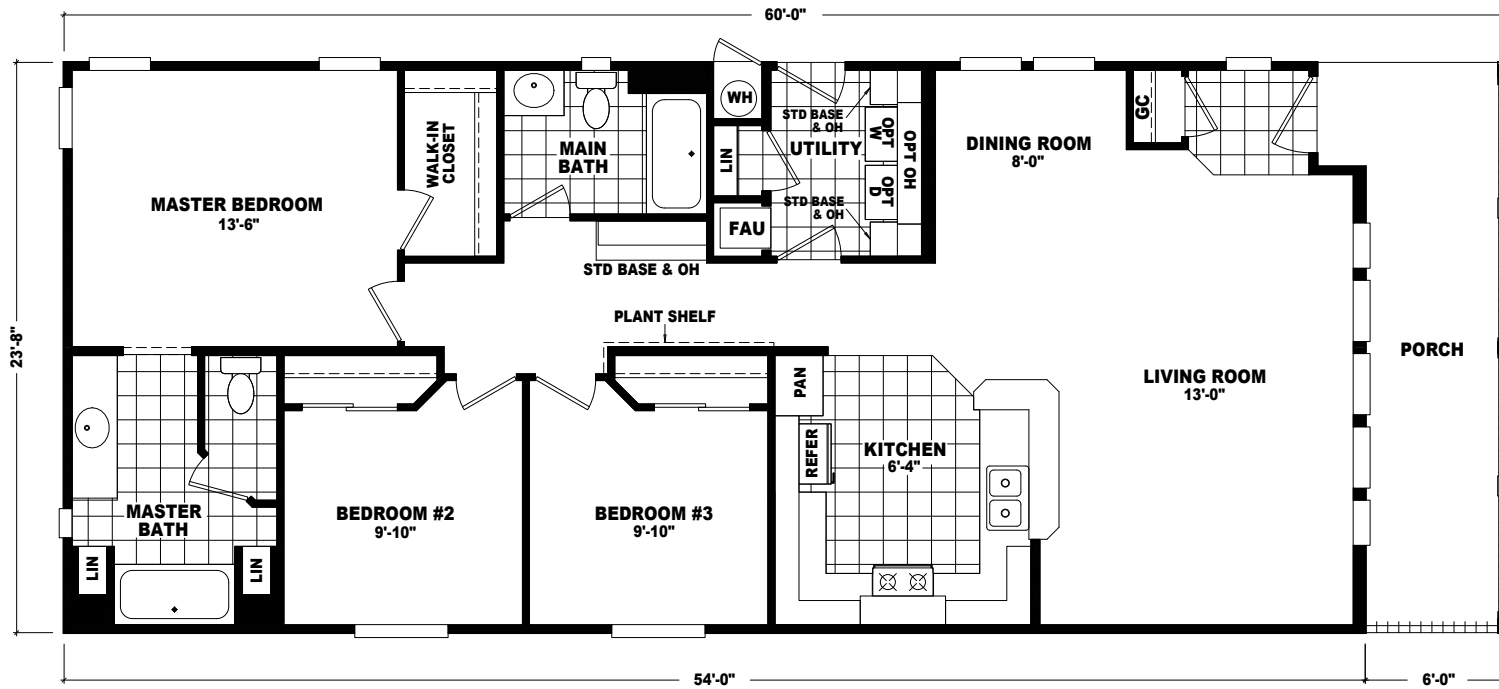 60'-0"
WH
STD BASE
& OH
GC
MAIN
BATH
LIN
UTILITY
OPT
W
OPT OH
DINING ROOM
8'-0"
WALK-IN
CLOSET
MASTER BEDROOM
13'-6"
OPT
D
STD BASE
& OH
FAU
STD BASE & OH
PLANT SHELF
23'-8"
PORCH
PAN
LIVING ROOM
13'-0"
REFER
KITCHEN
6'-4"
MASTER
BATH
BEDROOM #2
9'-10"
BEDROOM #3
9'-10"
LIN
LIN
54'-0"
6'-0"